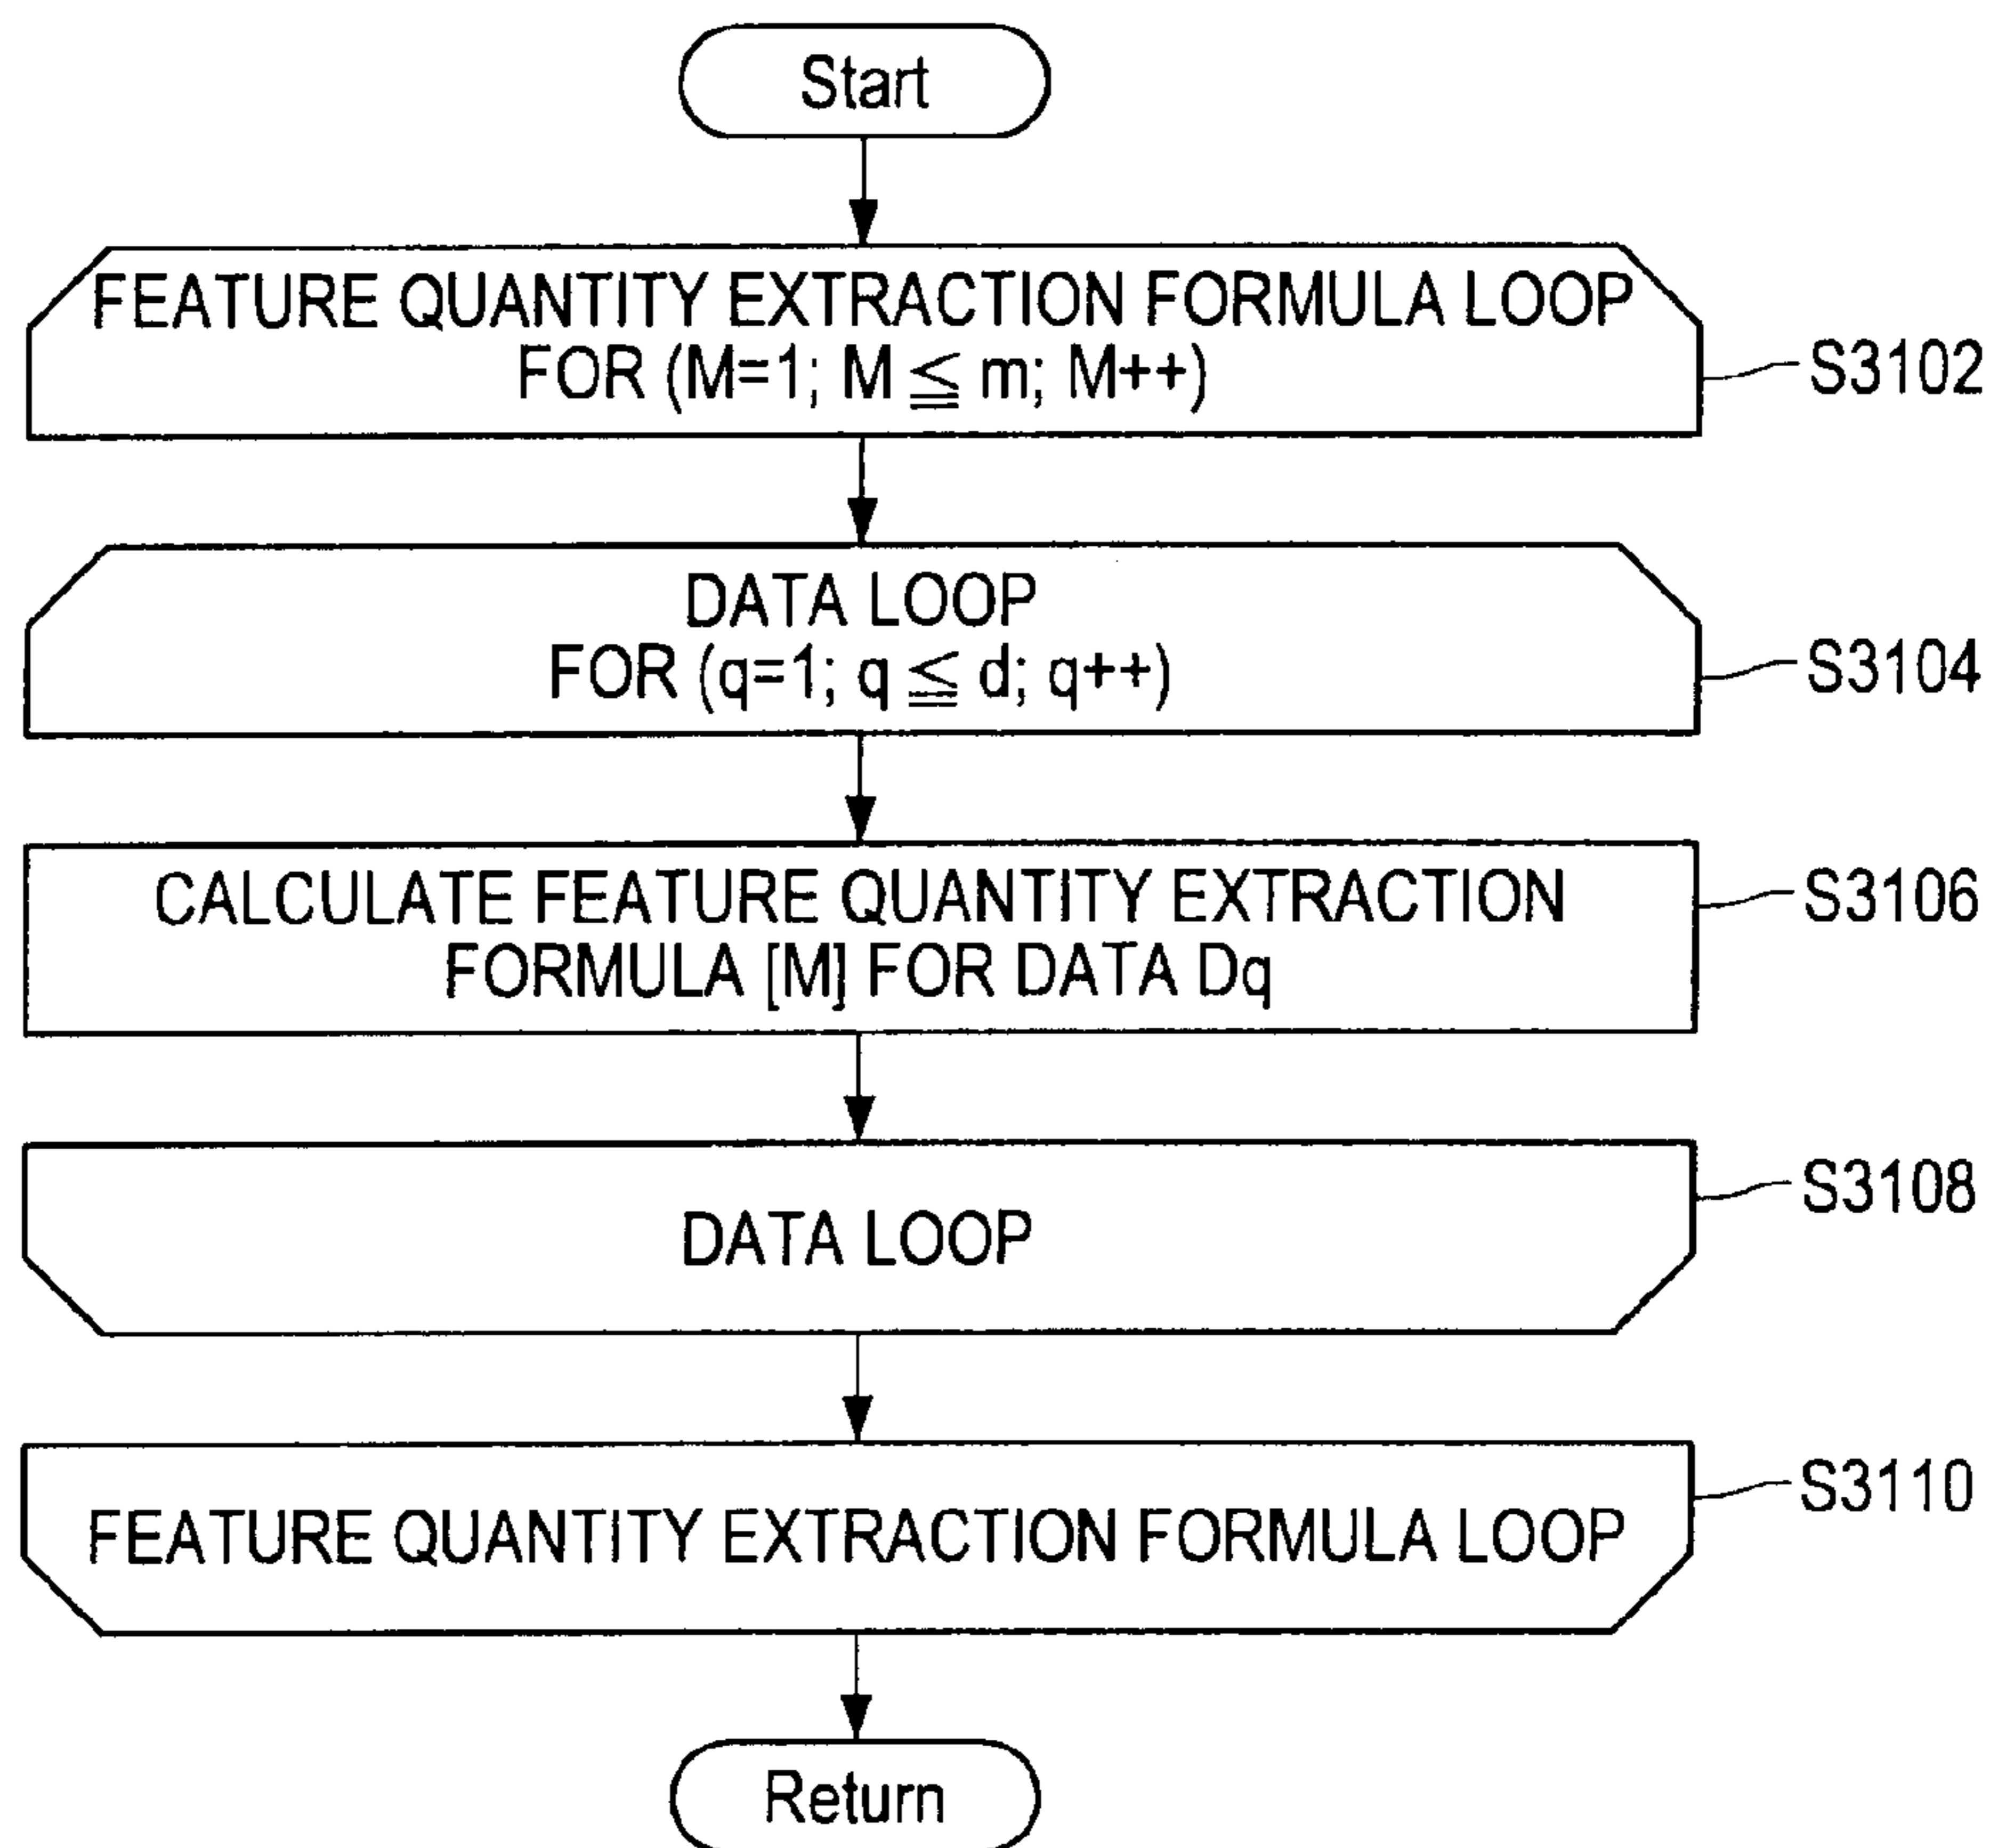 Start
FEATURE QUANTITY EXTRACTION FORMULA LOOP
FOR (M=1; M ≦ m; M++)
S3102
DATA LOOP
FOR (q=1; q ≦ d; q++)
S3104
CALCULATE FEATURE QUANTITY EXTRACTION
FORMULA [M] FOR DATA Dq
S3106
DATA LOOP
S3108
FEATURE QUANTITY EXTRACTION FORMULA LOOP
S3110
Return